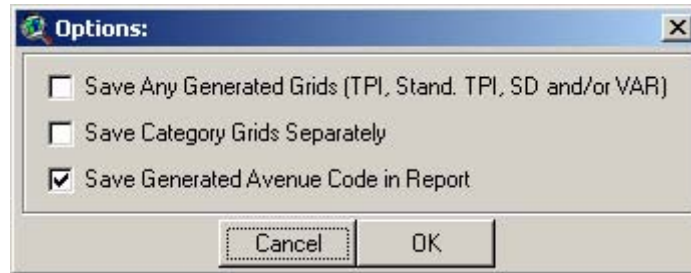 Options:
Save Any Generated Grids (TPI, Stand. TPI, SD and/or VAR)
Save Category Grids Separately
Save Generated Avenue Code in Report
Cancel OK